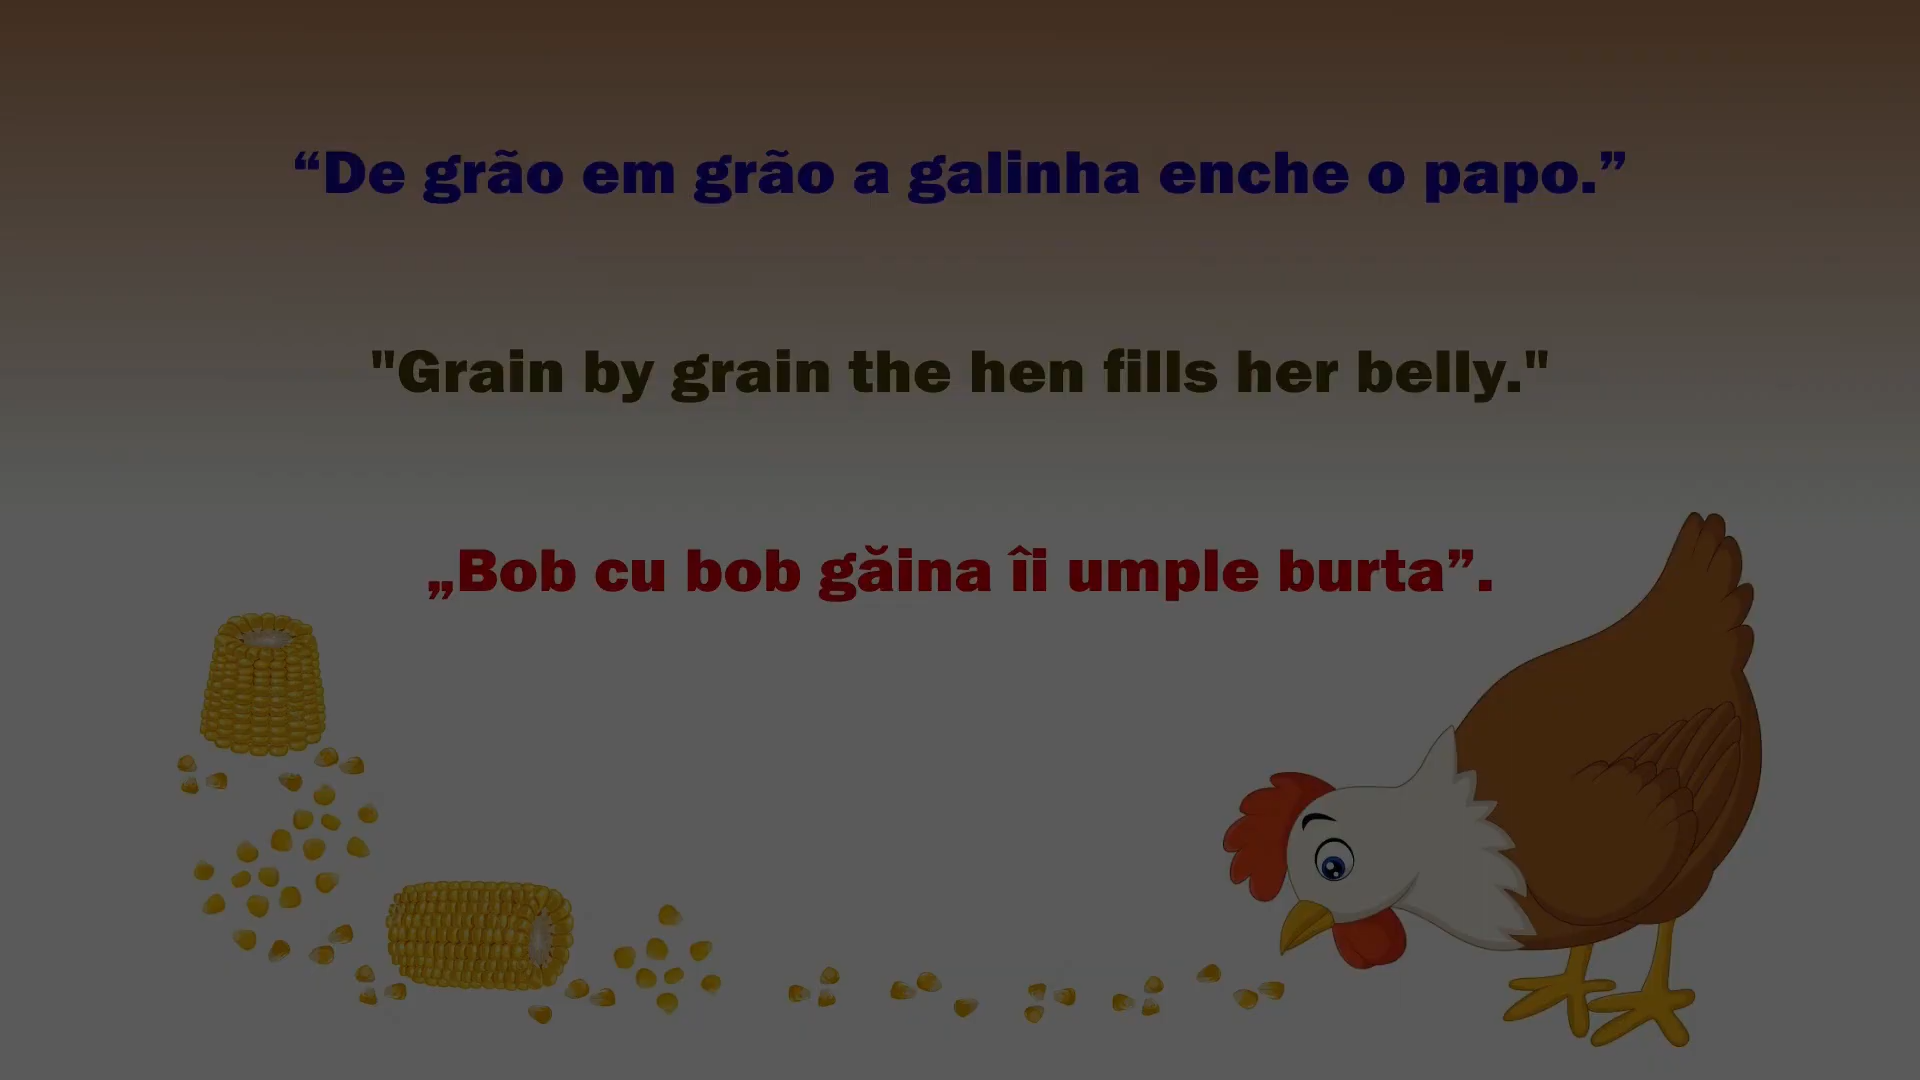 “De grão em grão a galinha enche o papo.”
"Grain by grain the hen fills her belly."
„Bob cu bob găina îi umple burta”.